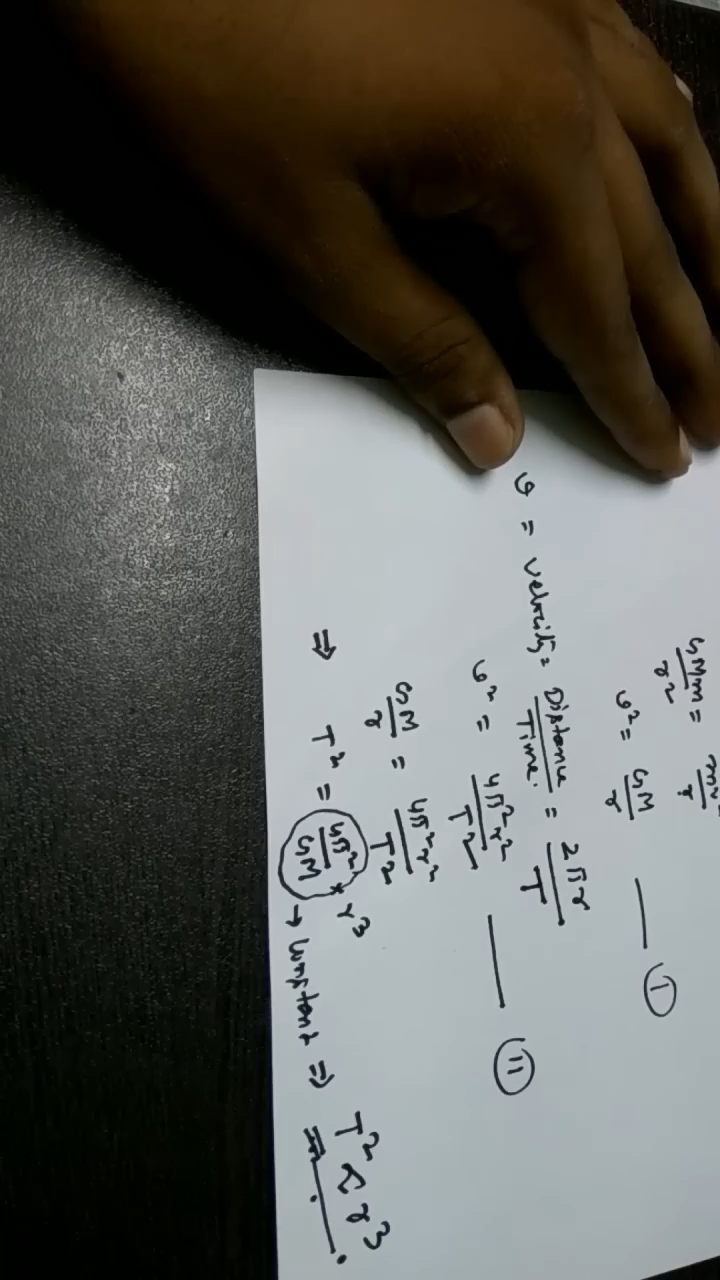 GMm/r² = mv²/r
v² = GM/r — (I)
v = velocity = Distance/Time. = 2πr/T
v² = 4π²r²/T² — (II)
GM/r = 4π²r²/T²
⇒ T² = 4π²/GM * r³
→ constant ⇒ T² ∝ r³